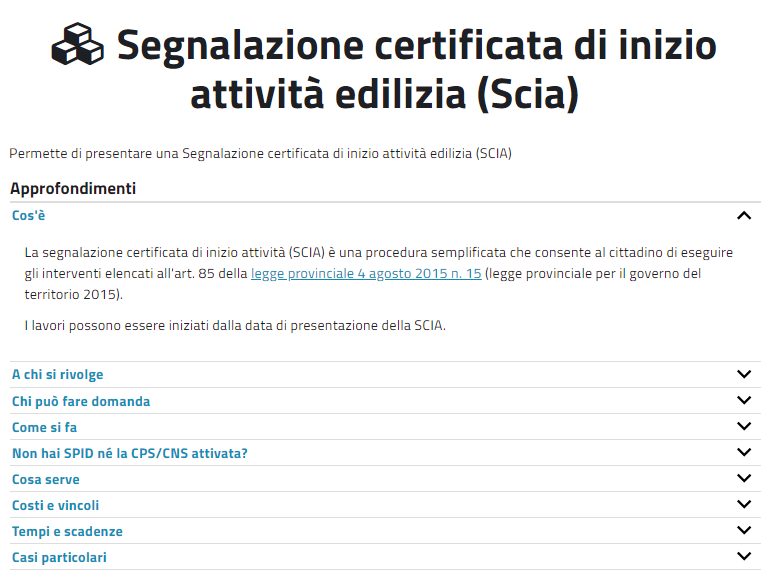 Segnalazione certificata di inizio
attività edilizia (Scia)
Permette di presentare una Segnalazione certificata di inizio attività edilizia (SCIA)
Approfondimenti
Cos'è
La segnalazione certificata di inizio attività (SCIA) è una procedura semplificata che consente al cittadino di eseguire
gli interventi elencati all'art. 85 della legge provinciale 4 agosto 2015 n. 15 (legge provinciale per il governo del
territorio 2015).
I lavori possono essere iniziati dalla data di presentazione della SCIA.
A chi si rivolge
Chi può fare domanda
Come si fa
Non hai SPID né la CPS/CNS attivata?
Cosa serve
Costi e vincoli
Tempi e scadenze
Casi particolari